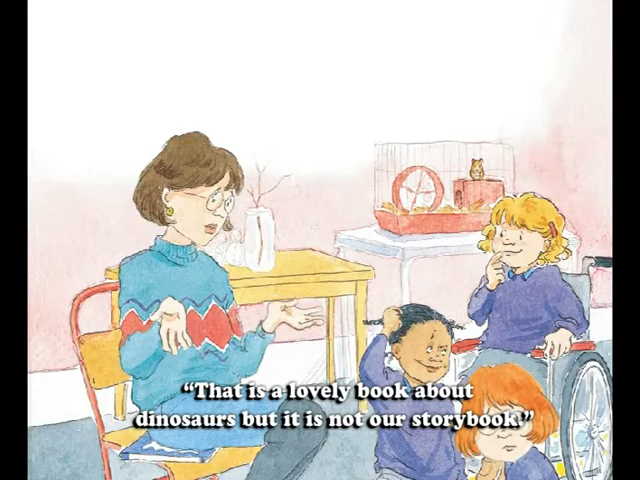 “That is a lovely book about
dinosaurs but it is not our storybook!”